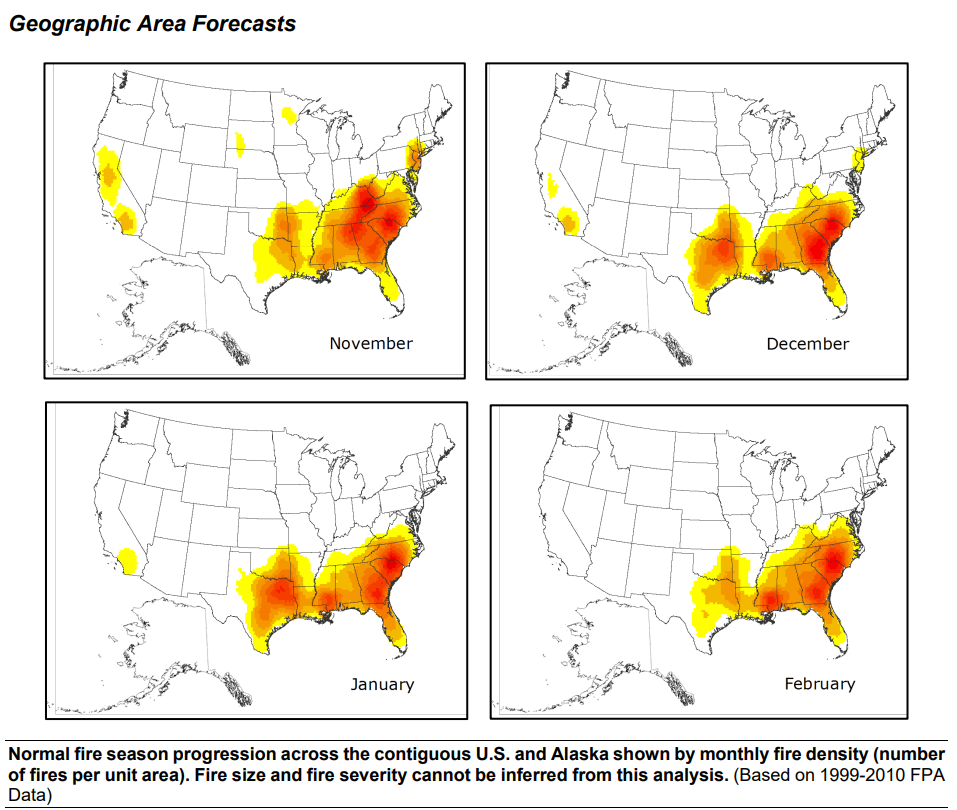 Geographic Area Forecasts
November
December
January
February
Normal fire season progression across the contiguous U.S. and Alaska shown by monthly fire density (number
of fires per unit area). Fire size and fire severity cannot be inferred from this analysis. (Based on 1999-2010 FPA
Data)